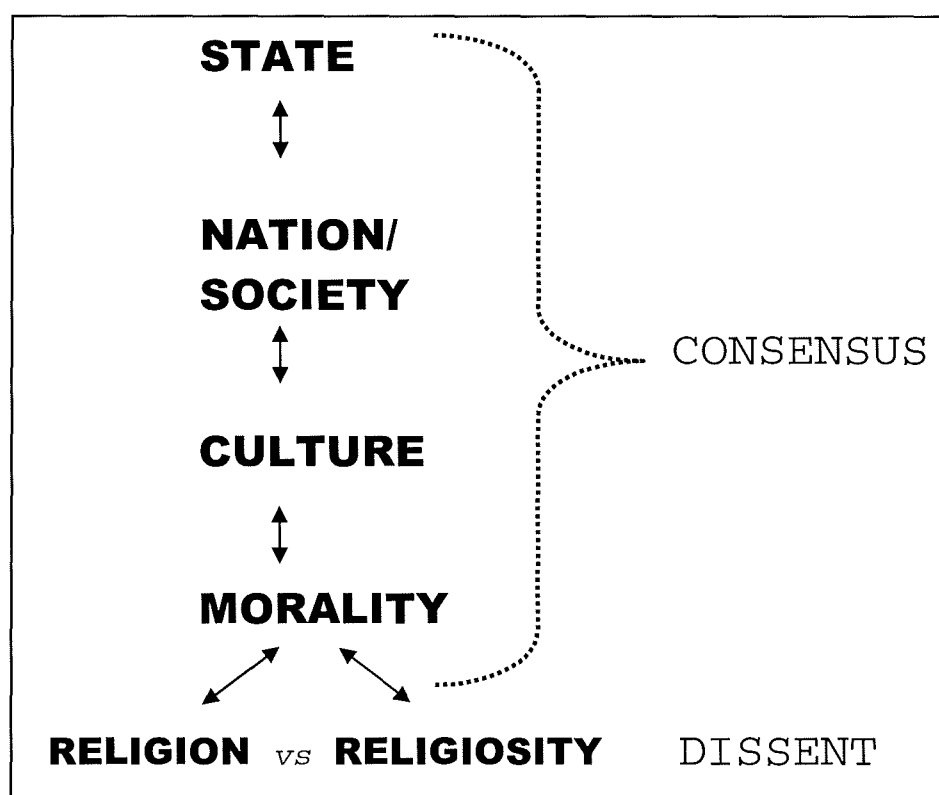 STATE
NATION/
SOCIETY
CONSENSUS
CULTURE
MORALITY
RELIGION vs RELIGIOSITY DISSENT